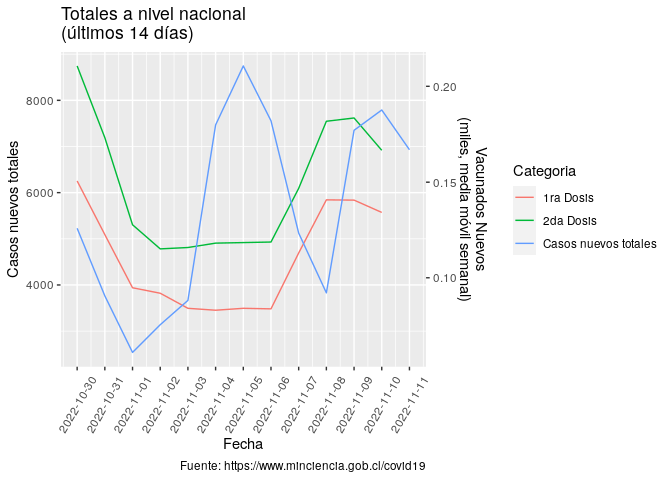 Totales a nivel nacional
(últimos 14 días)
Casos nuevos totales
8000
6000
4000
0.20
0.15
0.10
Vacunados Nuevos
(miles, media móvil semanal)
2022-10-30
2022-10-31
2022-11-01
2022-11-02
2022-11-03
2022-11-04
2022-11-05
2022-11-06
2022-11-07
2022-11-08
2022-11-09
2022-11-10
2022-11-11
Fecha
Categoria
1ra Dosis
2da Dosis
Casos nuevos totales
Fuente: https://www.minciencia.gob.cl/covid19